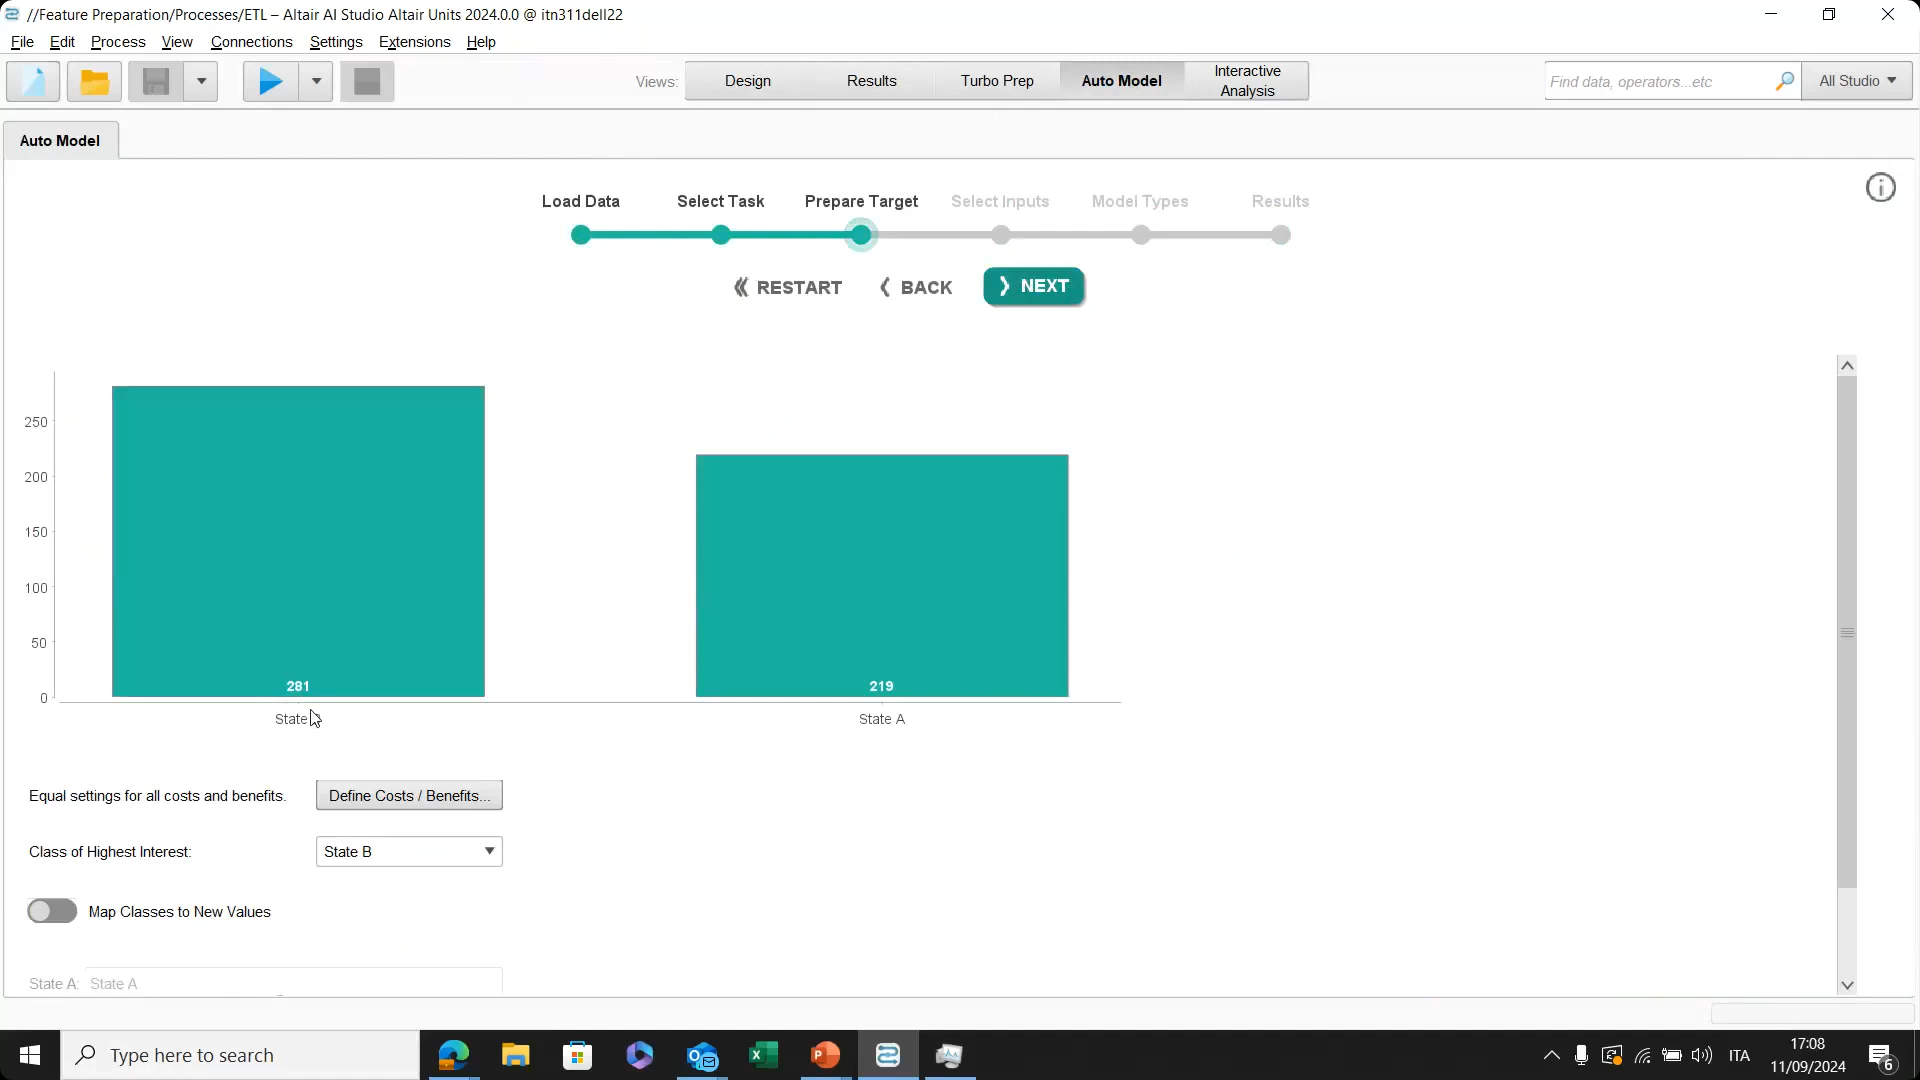 //Feature Preparation/Processes/ETL – Altair AI Studio Altair Units 2024.0.0 @ itn311dell22
File Edit Process View Connections Settings Extensions Help
Views: Design Results Turbo Prep Auto Model Interactive Analysis
Find data, operators...etc
All Studio
Auto Model
Load Data Select Task Prepare Target Select Inputs Model Types Results
RESTART BACK NEXT
250
200
150
100
50
0
281
219
State
State A
Equal settings for all costs and benefits. Define Costs / Benefits...
Class of Highest Interest: State B
Map Classes to New Values
State A: State A
Type here to search
ITA
17:08
11/09/2024
6